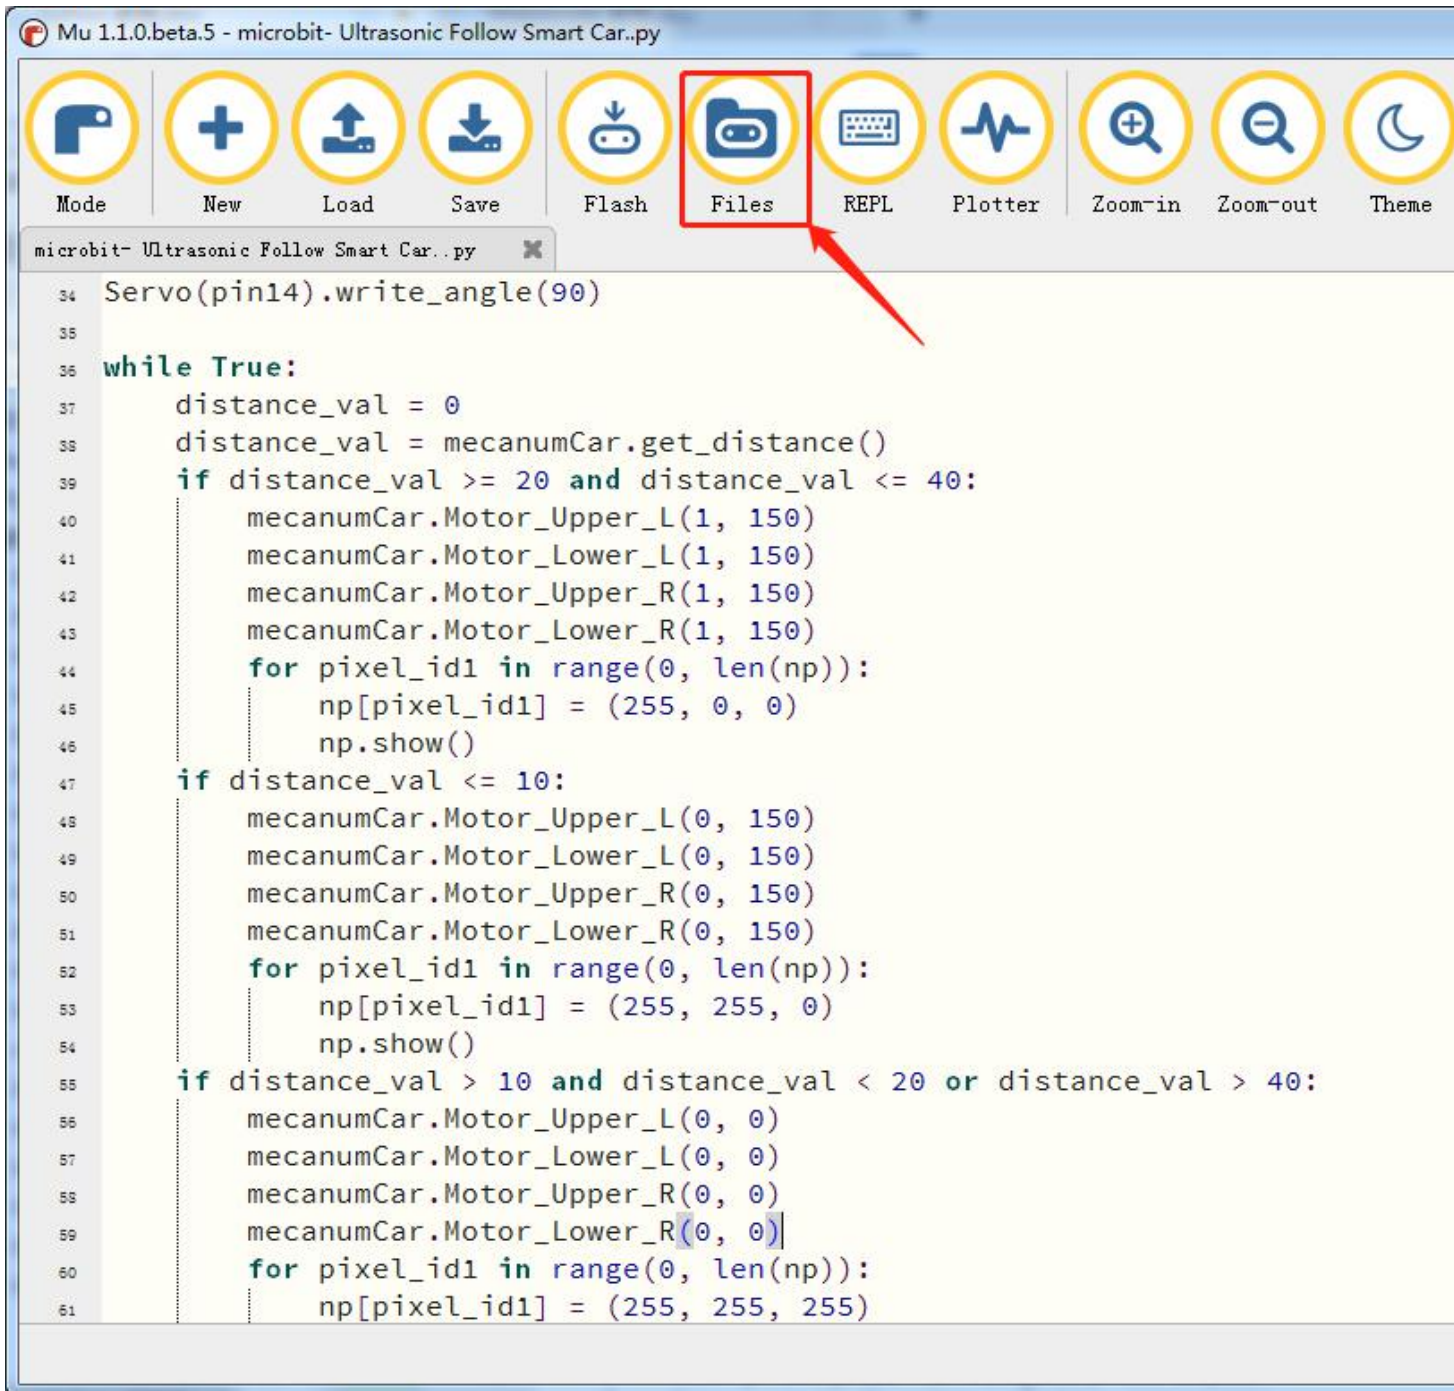 Mu 1.1.0.beta.5 - microbit- Ultrasonic Follow Smart Car..py
Mode New Load Save Flash Files REPL Plotter Zoom-in Zoom-out Theme
microbit- Ultrasonic Follow Smart Car..py
34 Servo(pin14).write_angle(90)
35
36 while True:
37     distance_val = 0
38     distance_val = mecanumCar.get_distance()
39     if distance_val >= 20 and distance_val <= 40:
40         mecanumCar.Motor_Upper_L(1, 150)
41         mecanumCar.Motor_Lower_L(1, 150)
42         mecanumCar.Motor_Upper_R(1, 150)
43         mecanumCar.Motor_Lower_R(1, 150)
44         for pixel_id1 in range(0, len(np)):
45             np[pixel_id1] = (255, 0, 0)
46             np.show()
47     if distance_val <= 10:
48         mecanumCar.Motor_Upper_L(0, 150)
49         mecanumCar.Motor_Lower_L(0, 150)
50         mecanumCar.Motor_Upper_R(0, 150)
51         mecanumCar.Motor_Lower_R(0, 150)
52         for pixel_id1 in range(0, len(np)):
53             np[pixel_id1] = (255, 255, 0)
54             np.show()
55     if distance_val > 10 and distance_val < 20 or distance_val > 40:
56         mecanumCar.Motor_Upper_L(0, 0)
57         mecanumCar.Motor_Lower_L(0, 0)
58         mecanumCar.Motor_Upper_R(0, 0)
59         mecanumCar.Motor_Lower_R(0, 0)
60         for pixel_id1 in range(0, len(np)):
61             np[pixel_id1] = (255, 255, 255)